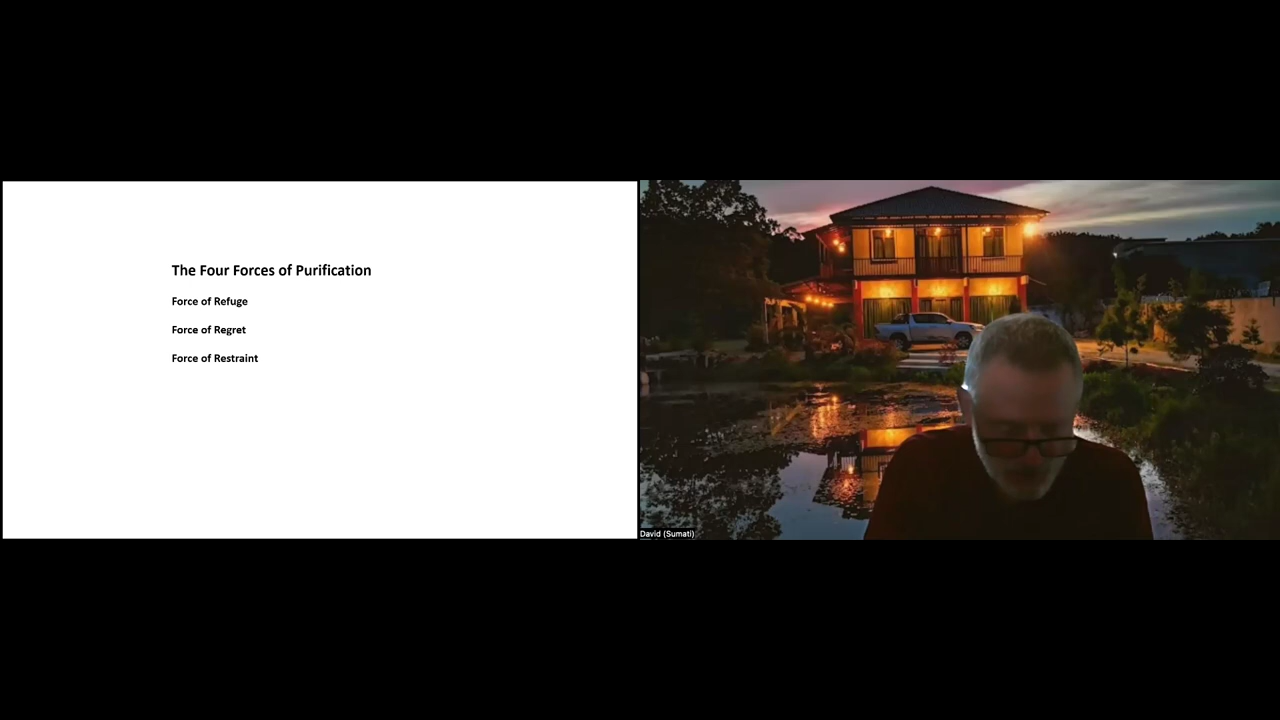 The Four Forces of Purification
Force of Refuge
Force of Regret
Force of Restraint
David (Sumati)